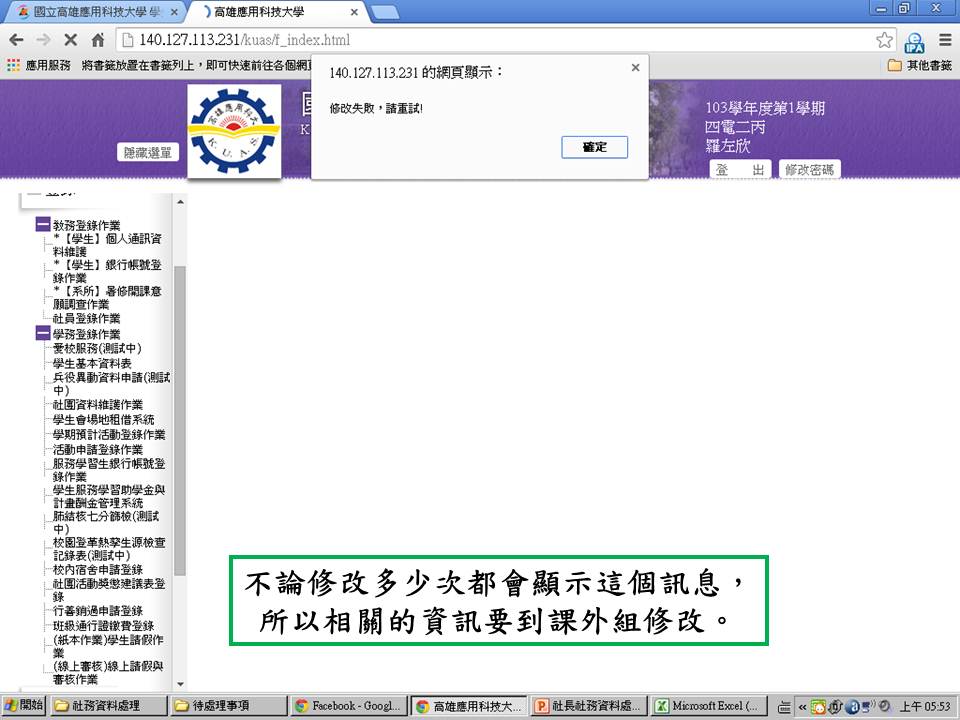 國立高雄應用科技大學 學
高雄應用科技大學
140.127.113.231/kuas/f_index.html
應用服務
將書籤放置在書籤列上，即可快速前往各個網
其他書籤
140.127.113.231 的網頁顯示：
修改失敗，請重試!
確定
高雄應用科大
K. U. A. S.
隱藏選單
103學年度第1學期
四電二丙
羅左欣
登 出
修改密碼
教務登錄作業
*【學生】個人通訊資
料維護
*【學生】銀行帳號登
錄作業
*【系所】暑修開課意
願調查作業
社員登錄作業
學務登錄作業
愛校服務(測試中)
學生基本資料表
兵役異動資料申請(測試
中)
社團資料維護作業
學生會場地租借系統
學期預計活動登錄作業
活動申請登錄作業
服務學習生銀行帳號登
錄作業
學生服務學習助學金與
計畫酬金管理系統
肺結核七分篩檢(測試
中)
校園登革熱孳生源檢查
記錄表(測試中)
校內宿舍申請登錄
社團活動獎懲建議表登
錄
行善銷過申請登錄
班級通行證繳費登錄
(紙本作業)學生請假作
業
(線上審核)線上請假與
審核作業
不論修改多少次都會顯示這個訊息，
所以相關的資訊要到課外組修改。
開始
社務資料處理
待處理事項
Facebook - Googl...
高雄應用科技大...
社長社務資料處...
Microsoft Excel (...
上午 05:53